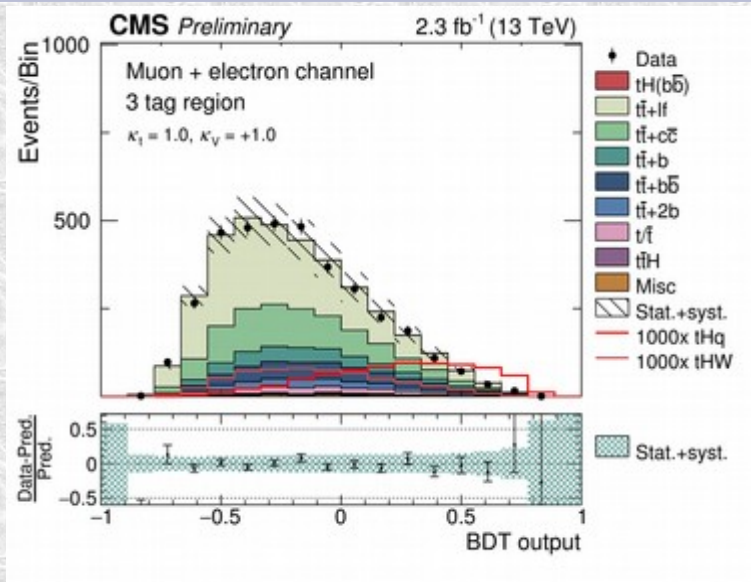 CMS Preliminary 2.3 fb⁻¹ (13 TeV)
Events/Bin
1000
500
Muon + electron channel
3 tag region
κt = 1.0, κV = +1.0
Data
tH(bb̄)
tt̄+lf
tt̄+cc̄
tt̄+b
tt̄+bb̄
tt̄+2b
t/t̄
tt̄H
Misc
Stat.+syst.
1000x tHq
1000x tHW
Data-Pred.
Pred.
0.5
0
−0.5
Stat.+syst.
−1 −0.5 0 0.5 1
BDT output